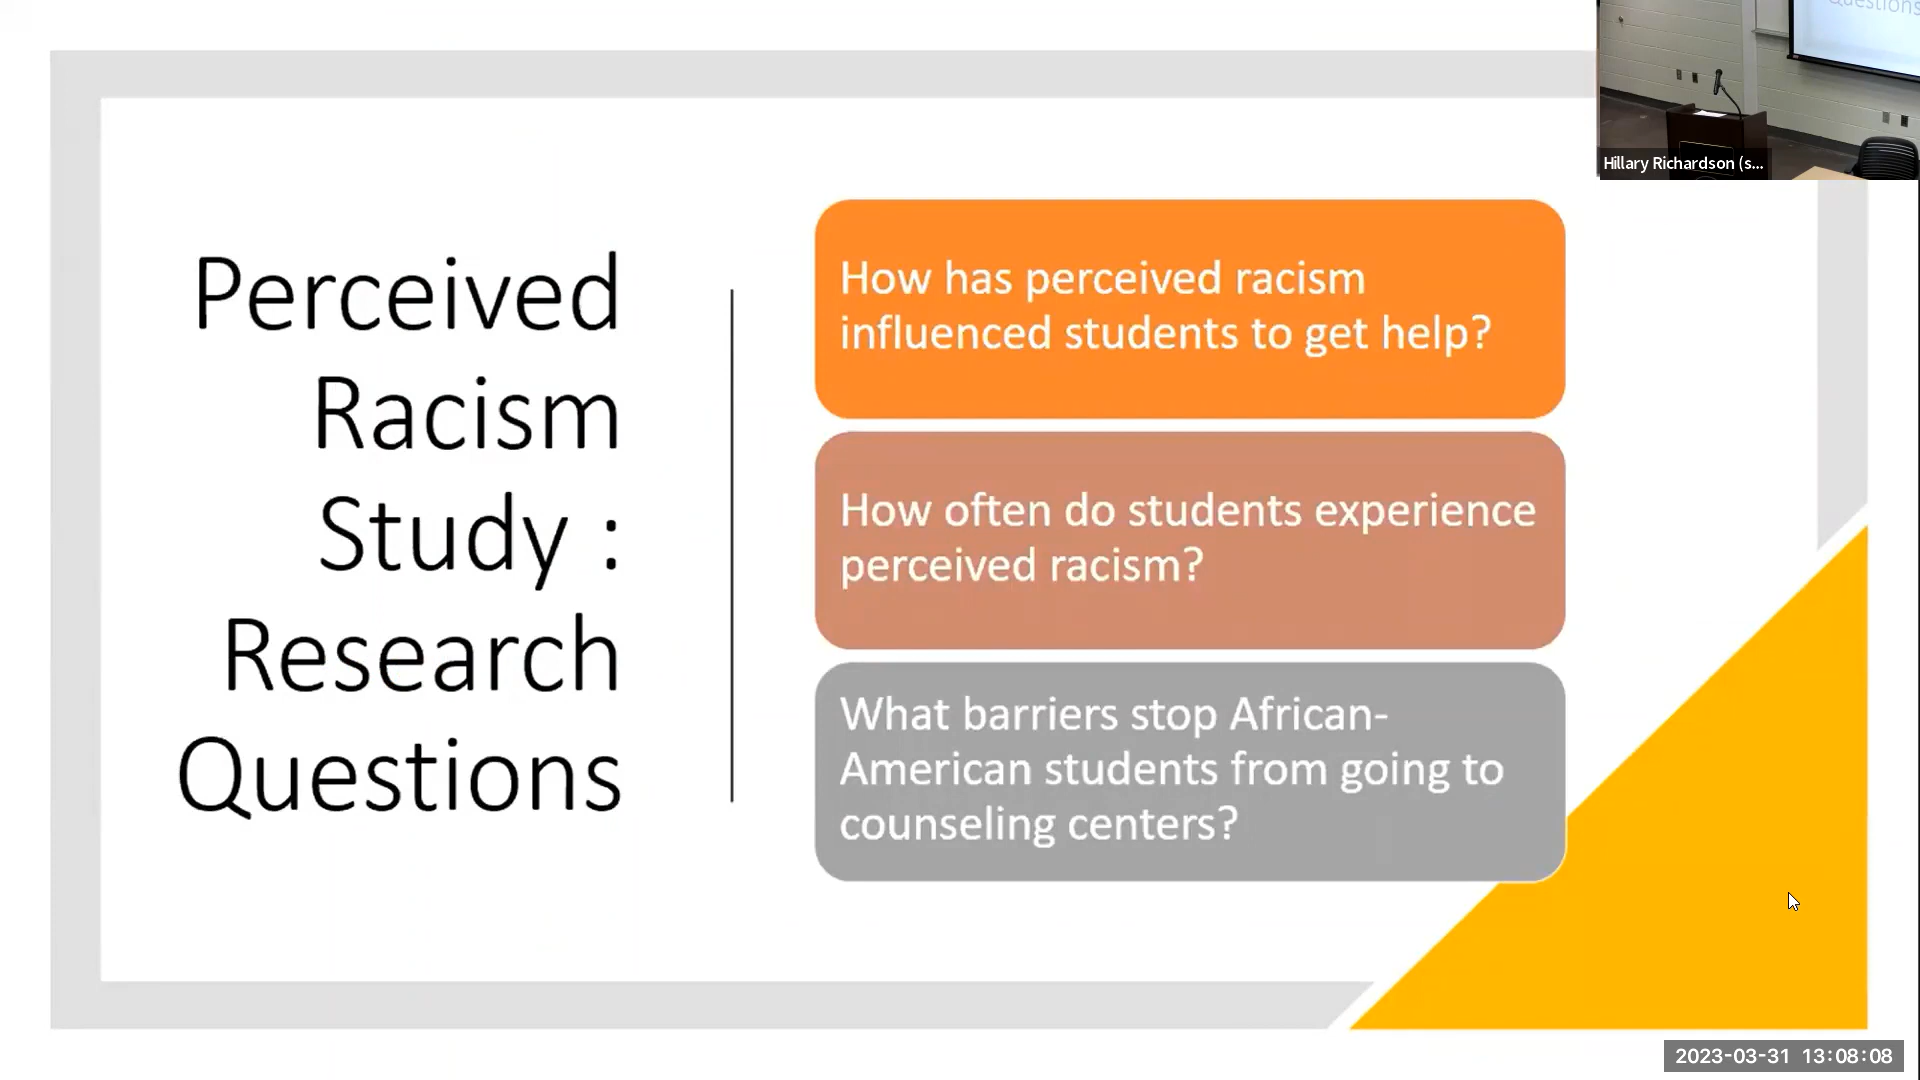 Perceived
Racism
Study :
Research
Questions
How has perceived racism
influenced students to get help?
How often do students experience
perceived racism?
What barriers stop African-
American students from going to
counseling centers?
Questions
Hillary Richardson (s...
2023-03-31 13:08:08